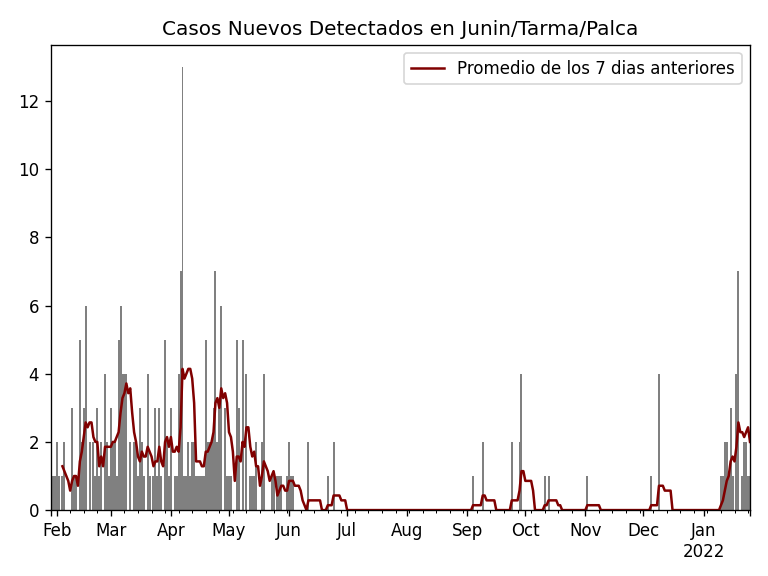 Casos Nuevos Detectados en Junin/Tarma/Palca
Promedio de los 7 dias anteriores
12
10
8
6
4
2
0
Feb Mar Apr May Jun Jul Aug Sep Oct Nov Dec Jan
2022